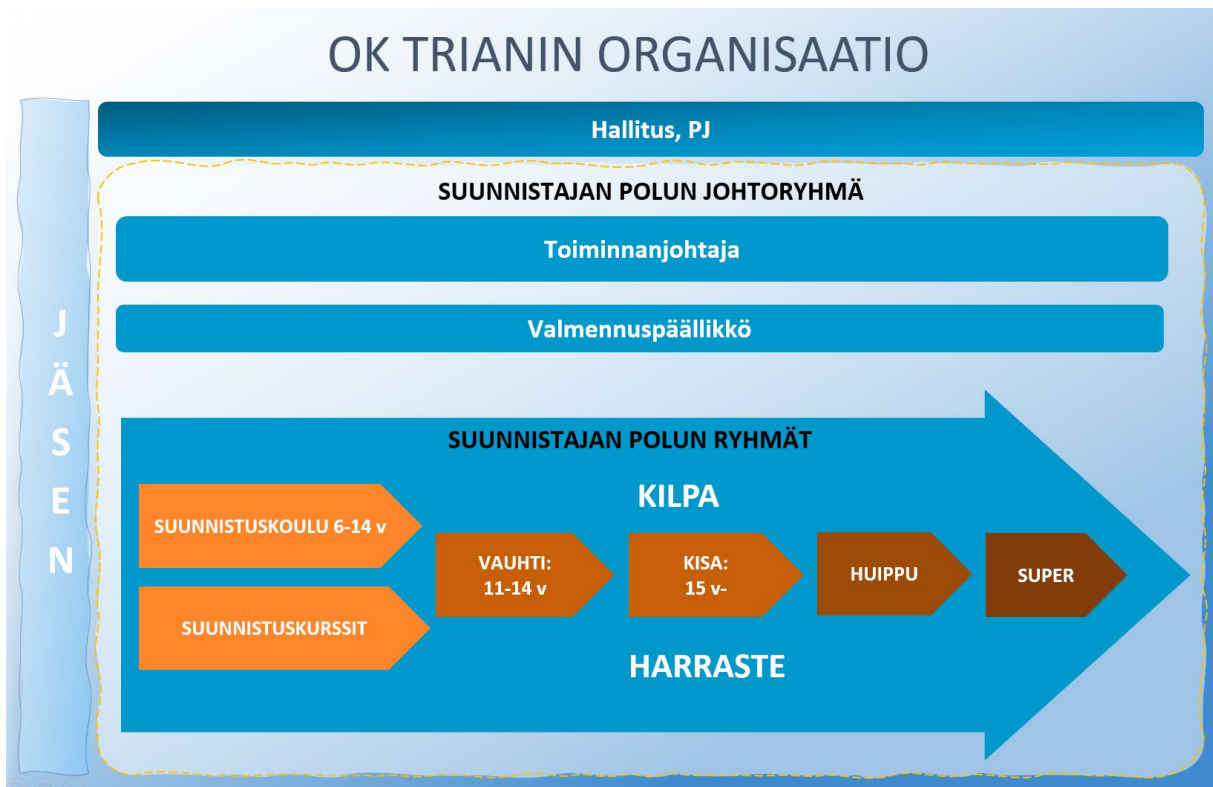 OK TRIANIN ORGANISAATIO
Hallitus, PJ
SUUNNISTAJAN POLUN JOHTORYHMÄ
Toiminnanjohtaja
Valmennuspäällikkö
JÄSEN
SUUNNISTAJAN POLUN RYHMÄT
KILPA
SUUNNISTUSKOULU 6-14 v
SUUNNISTUSKURSSIT
VAUHTI:
11-14 v
KISA:
15 v-
HUIPPU
SUPER
HARRASTE